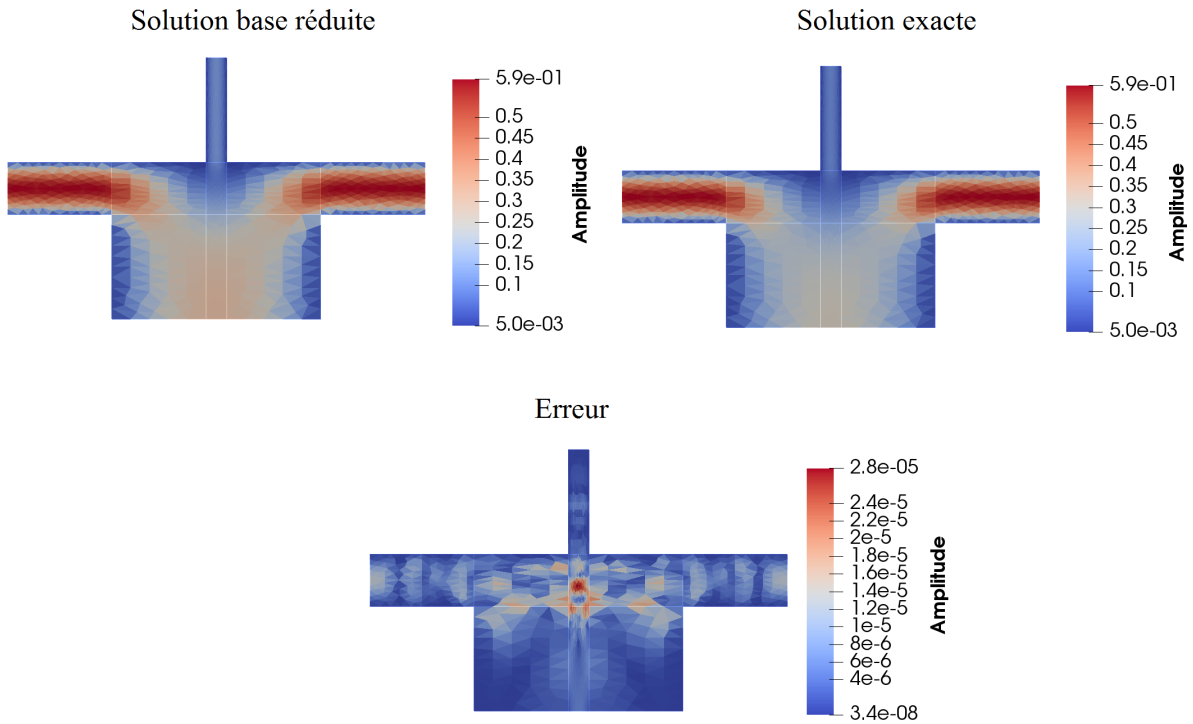 Solution base réduite
Solution exacte
5.9e-01
0.5
0.45
0.4
0.35
0.3
0.25
0.2
0.15
0.1
5.0e-03
Amplitude
5.9e-01
0.5
0.4
0.35
0.3
0.25
0.2
0.15
0.1
5.0e-03
Amplitude
Erreur
2.8e-05
2.4e-5
2.2e-5
2e-5
1.8e-5
1.6e-5
1.4e-5
1.2e-5
1e-5
8e-6
6e-6
4e-6
3.4e-08
Amplitude